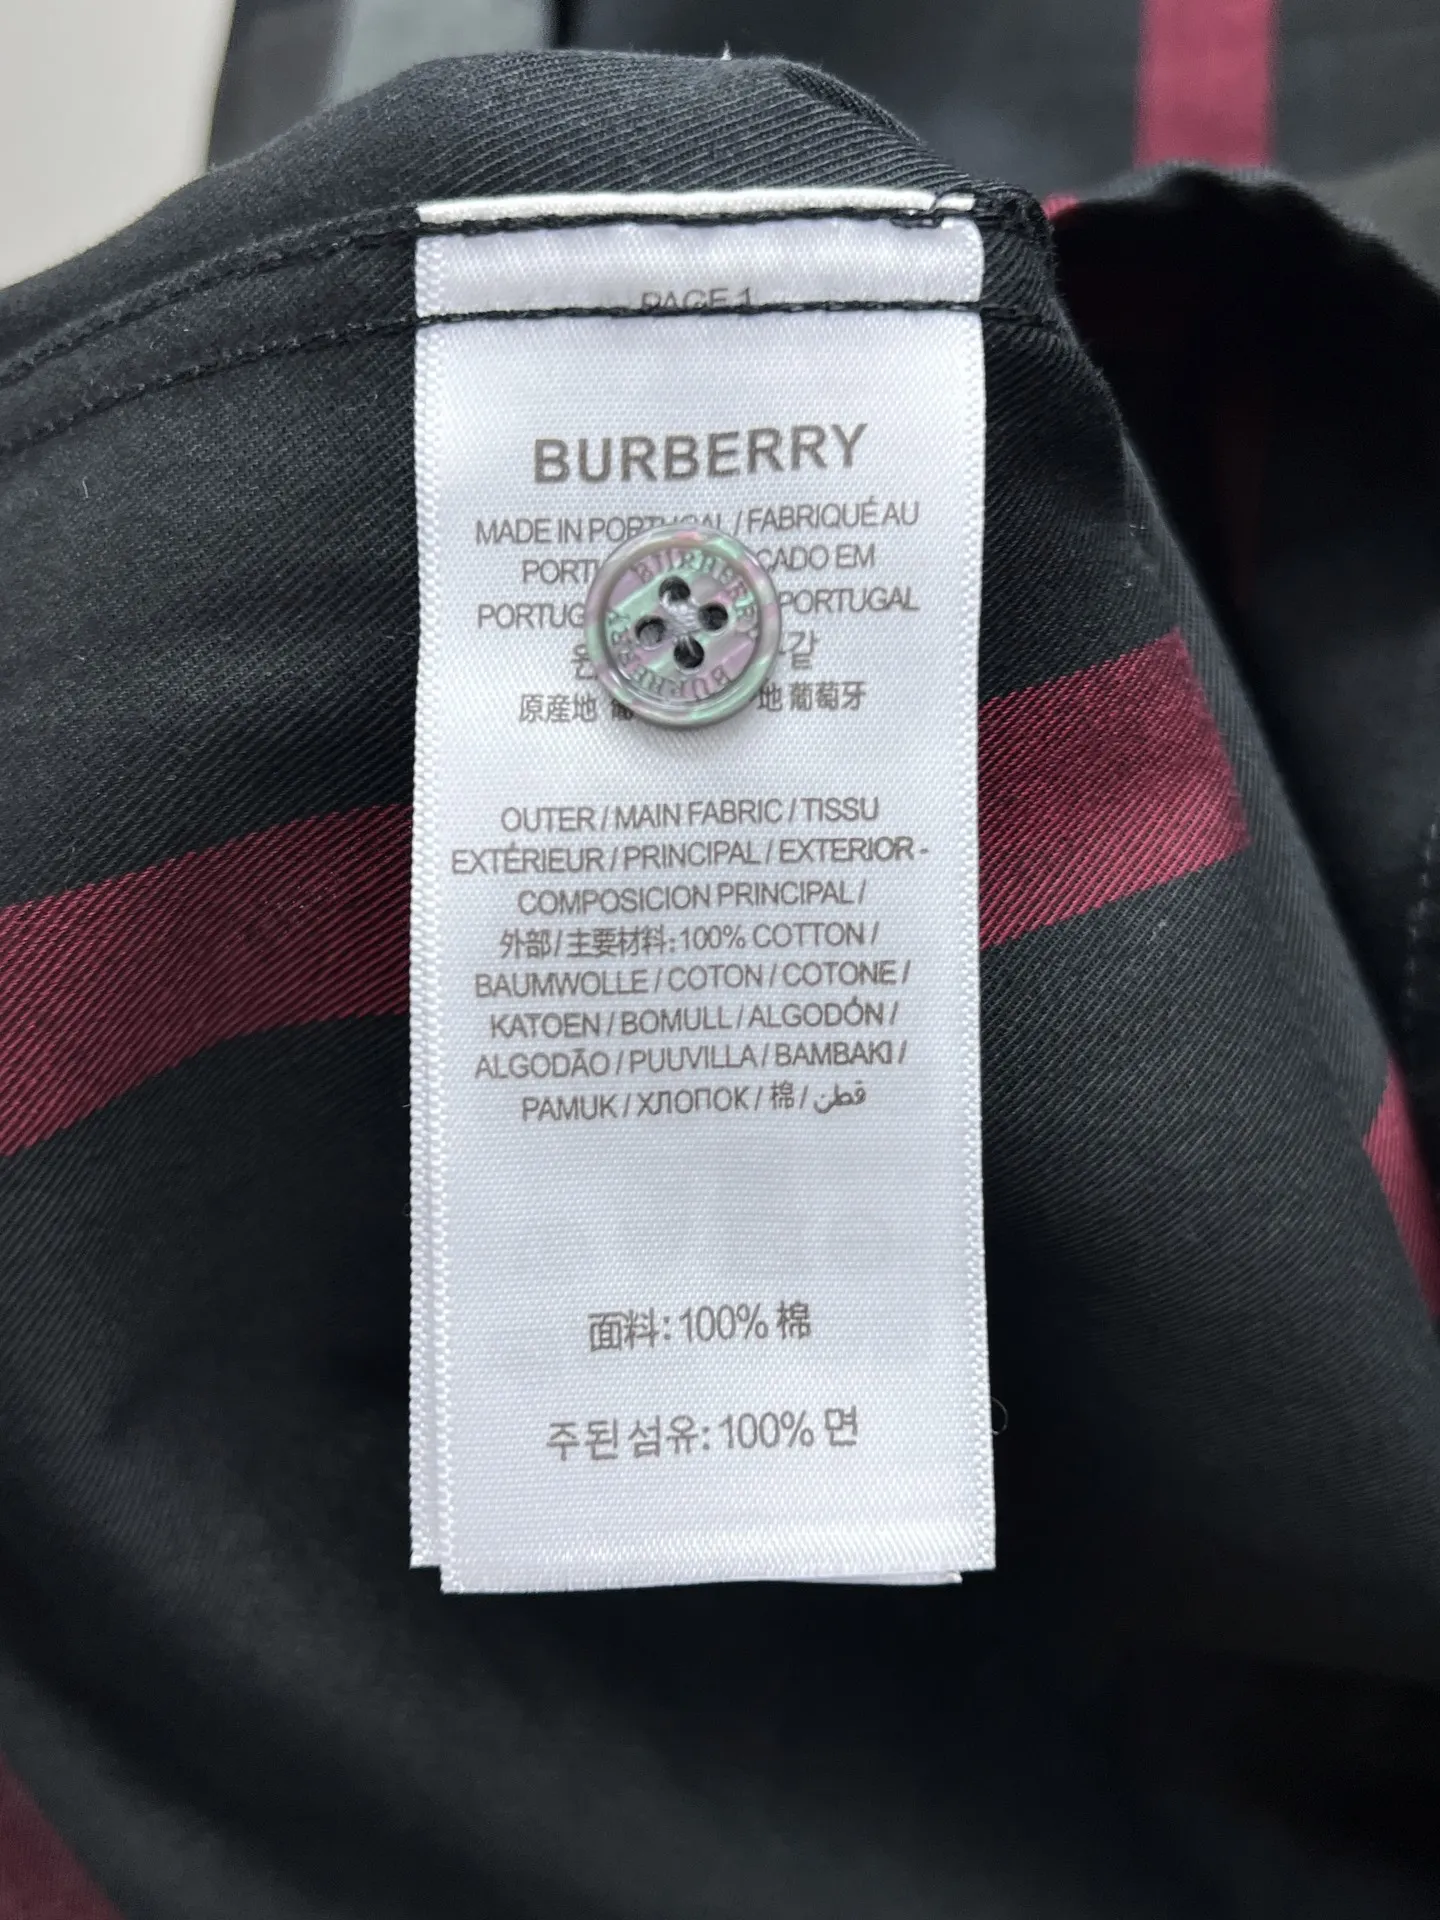 PAGE 1
BURBERRY
MADE IN PORTUGAL / FABRIQUÉ AU
CADO EM
PORTUGAL
原産地 地 葡萄牙
BURBERRY BURBERRY
OUTER / MAIN FABRIC / TISSU
EXTÉRIEUR / PRINCIPAL / EXTERIOR -
COMPOSICION PRINCIPAL /
外部 / 主要材料: 100% COTTON /
BAUMWOLLE / COTON / COTONE /
KATOEN / BOMULL / ALGODÓN /
ALGODÃO / PUUVILLA / BAMBAKI /
PAMUK / ХЛОПОК / 棉 / قطن
面料: 100% 棉
주된 섬유: 100% 면